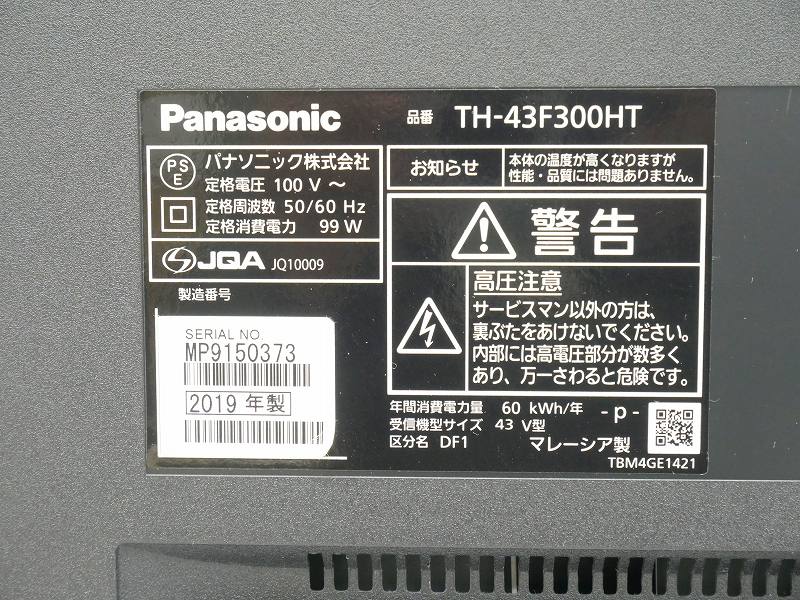 Panasonic 品番 TH-43F300HT
PS
E
パナソニック株式会社
定格電圧 100 V ～
定格周波数 50/60 Hz
定格消費電力 99 W
JQA JQ10009
製造番号
SERIAL NO.
MP9150373
2019 年製
お知らせ
本体の温度が高くなりますが
性能・品質には問題ありません。
警告
高圧注意
サービスマン以外の方は、
裏ぶたをあけないでください。
内部には高電圧部分が数多く
あり、万一さわると危険です。
年間消費電力量 60 kWh/年
受信機型サイズ 43 V型
区分名 DF1
-p-
マレーシア製
TBM4GE1421